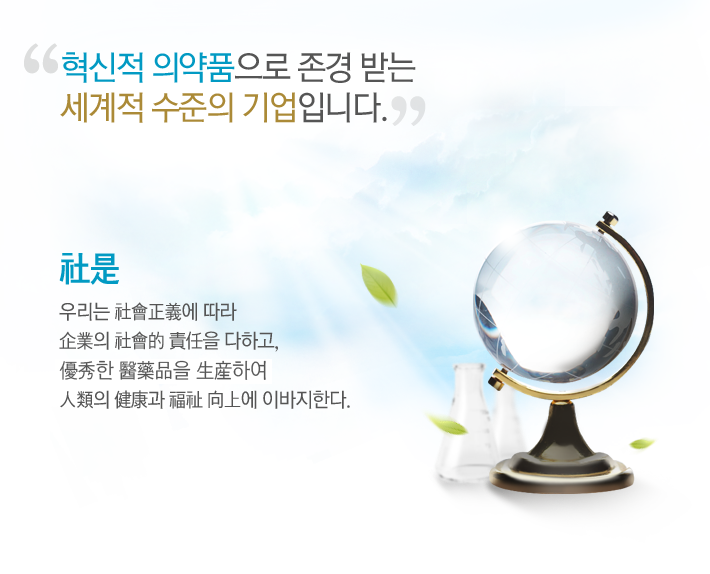 “혁신적 의약품으로 존경 받는
세계적 수준의 기업입니다.”
社是
우리는 社會正義에 따라
企業의 社會的 責任을 다하고,
優秀한 醫藥品을 生産하여
人類의 健康과 福祉 向上에 이바지한다.